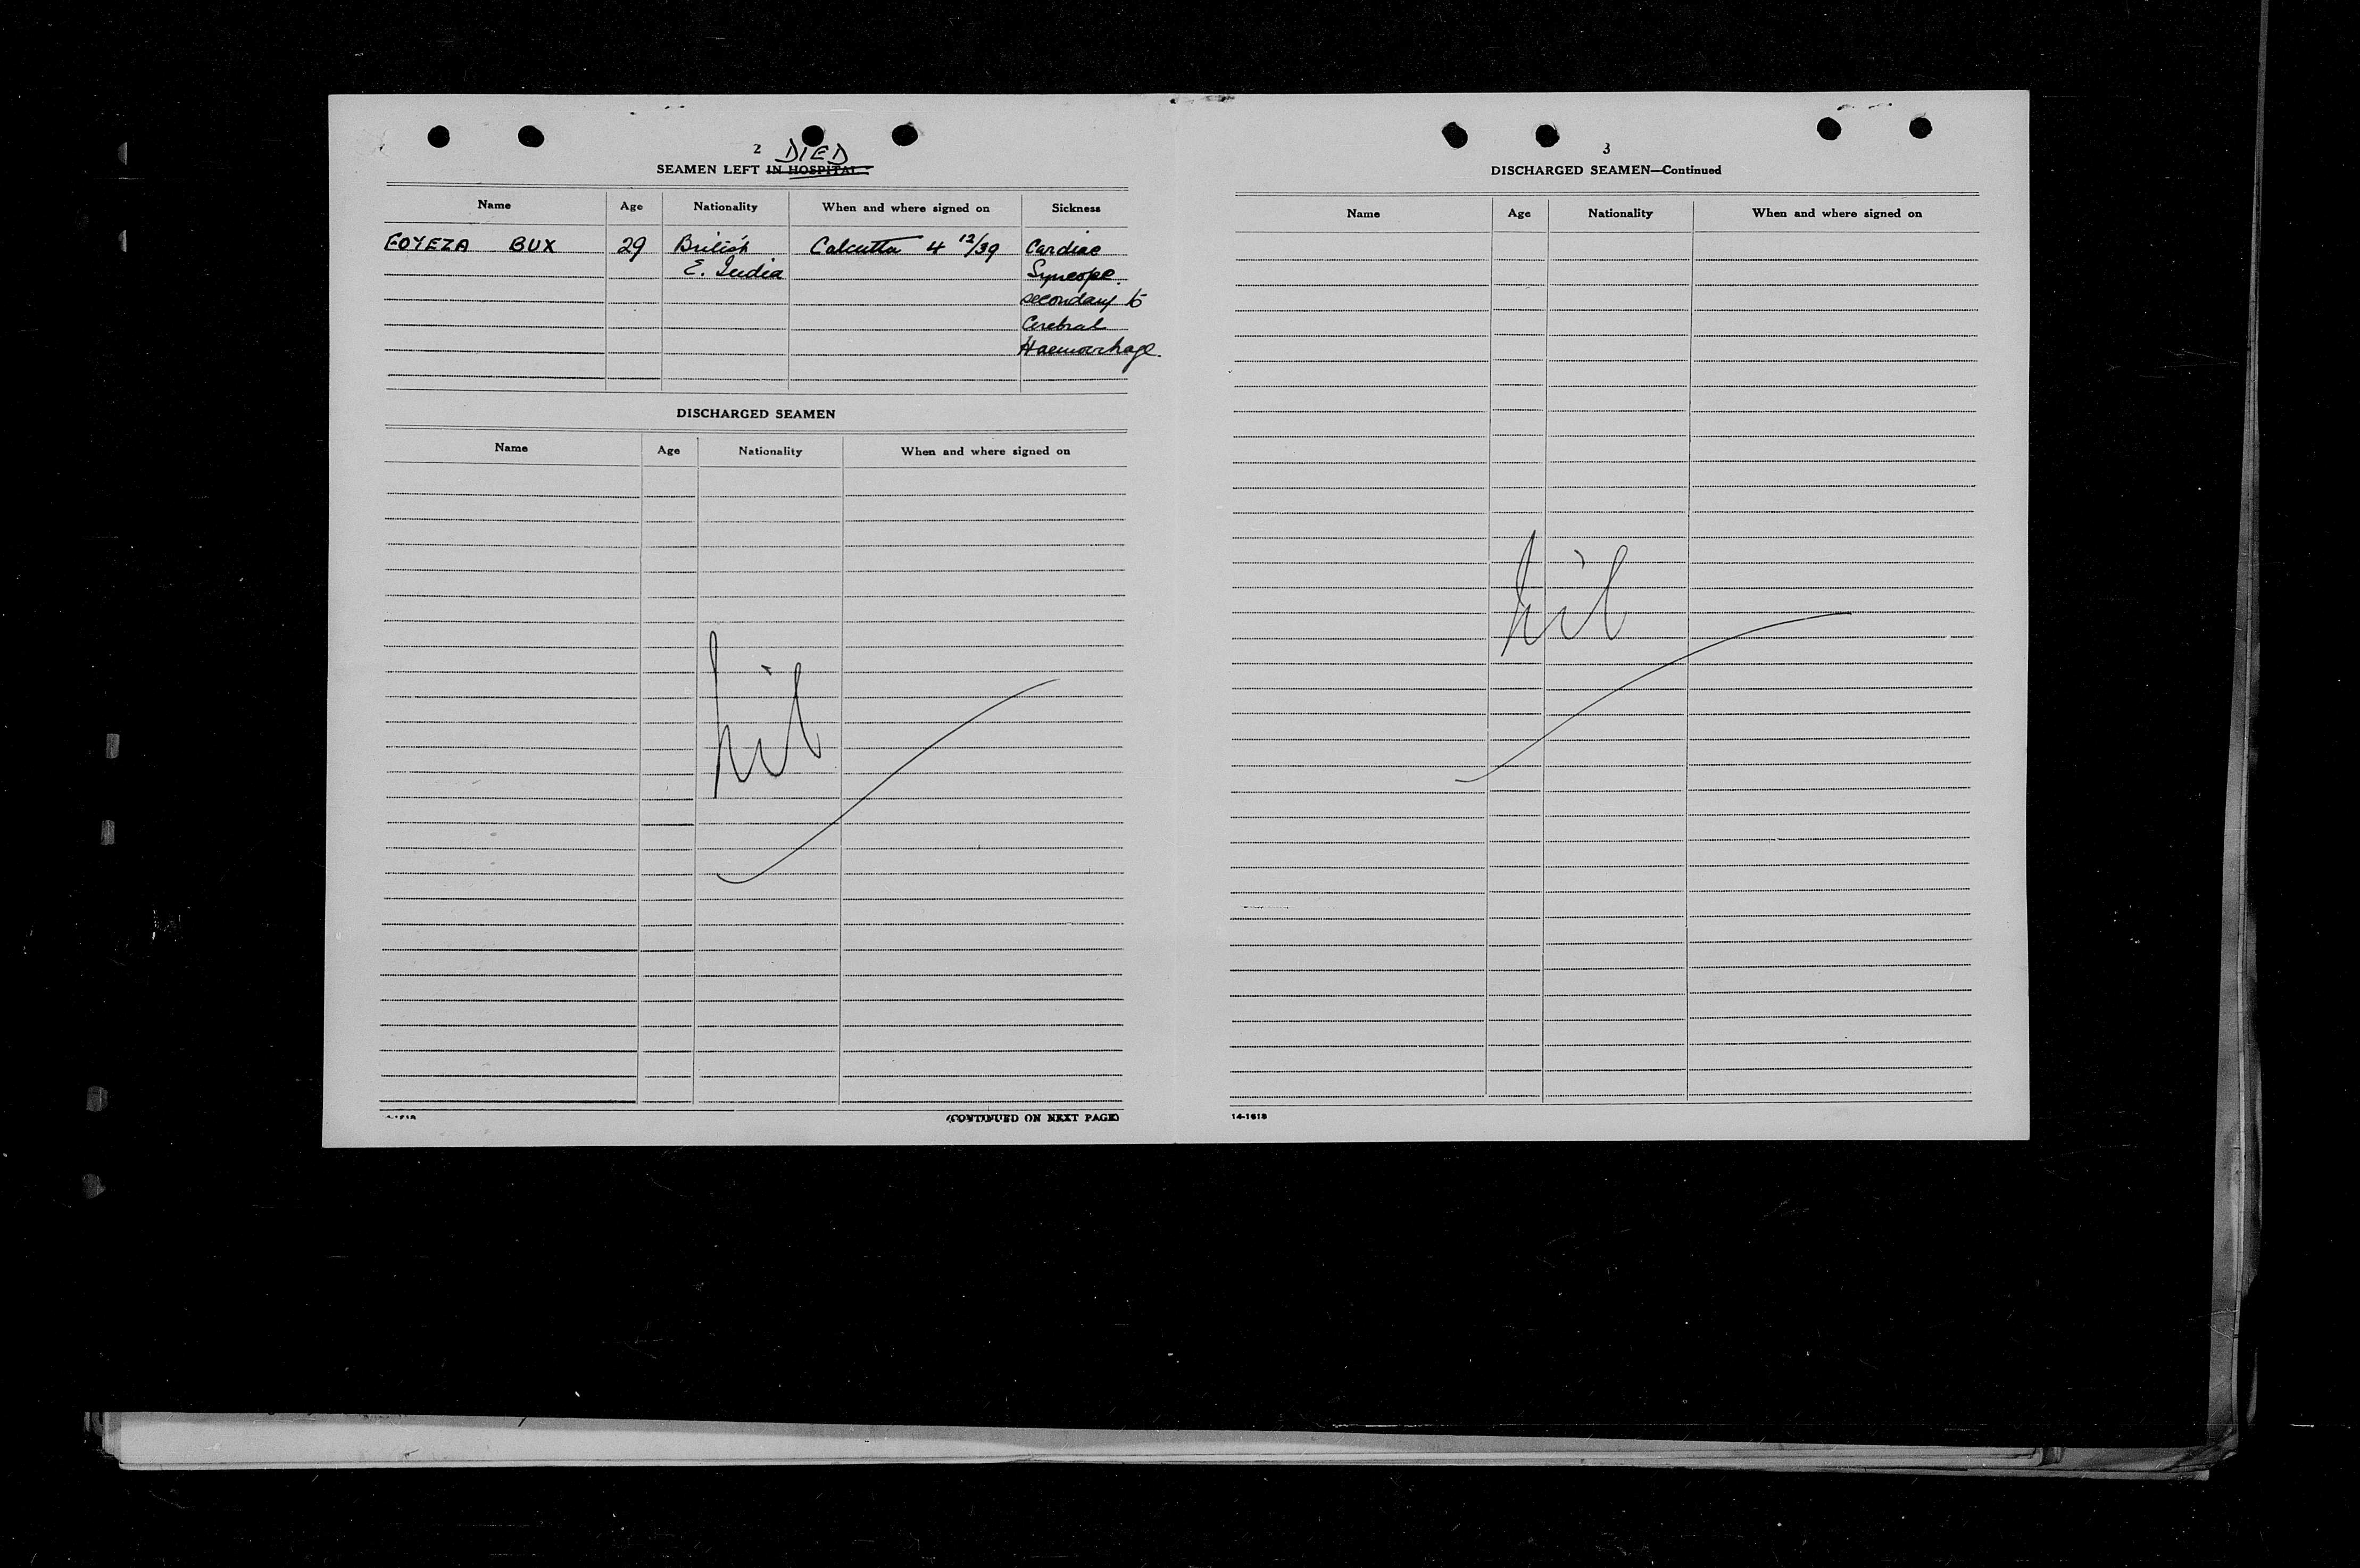 2 DIED
SEAMEN LEFT IN HOSPITAL
Name Age Nationality When and where signed on Sickness
BUX 29 British Calcutta 4 12/39 Cardiac
E. India Syncope
secondary to
Cerebral
Haemorrhage.
DISCHARGED SEAMEN
Name Age Nationality When and where signed on
nil
(CONTINUED ON NEXT PAGE)
3
DISCHARGED SEAMEN—Continued
Name Age Nationality When and where signed on
nil
14-1613